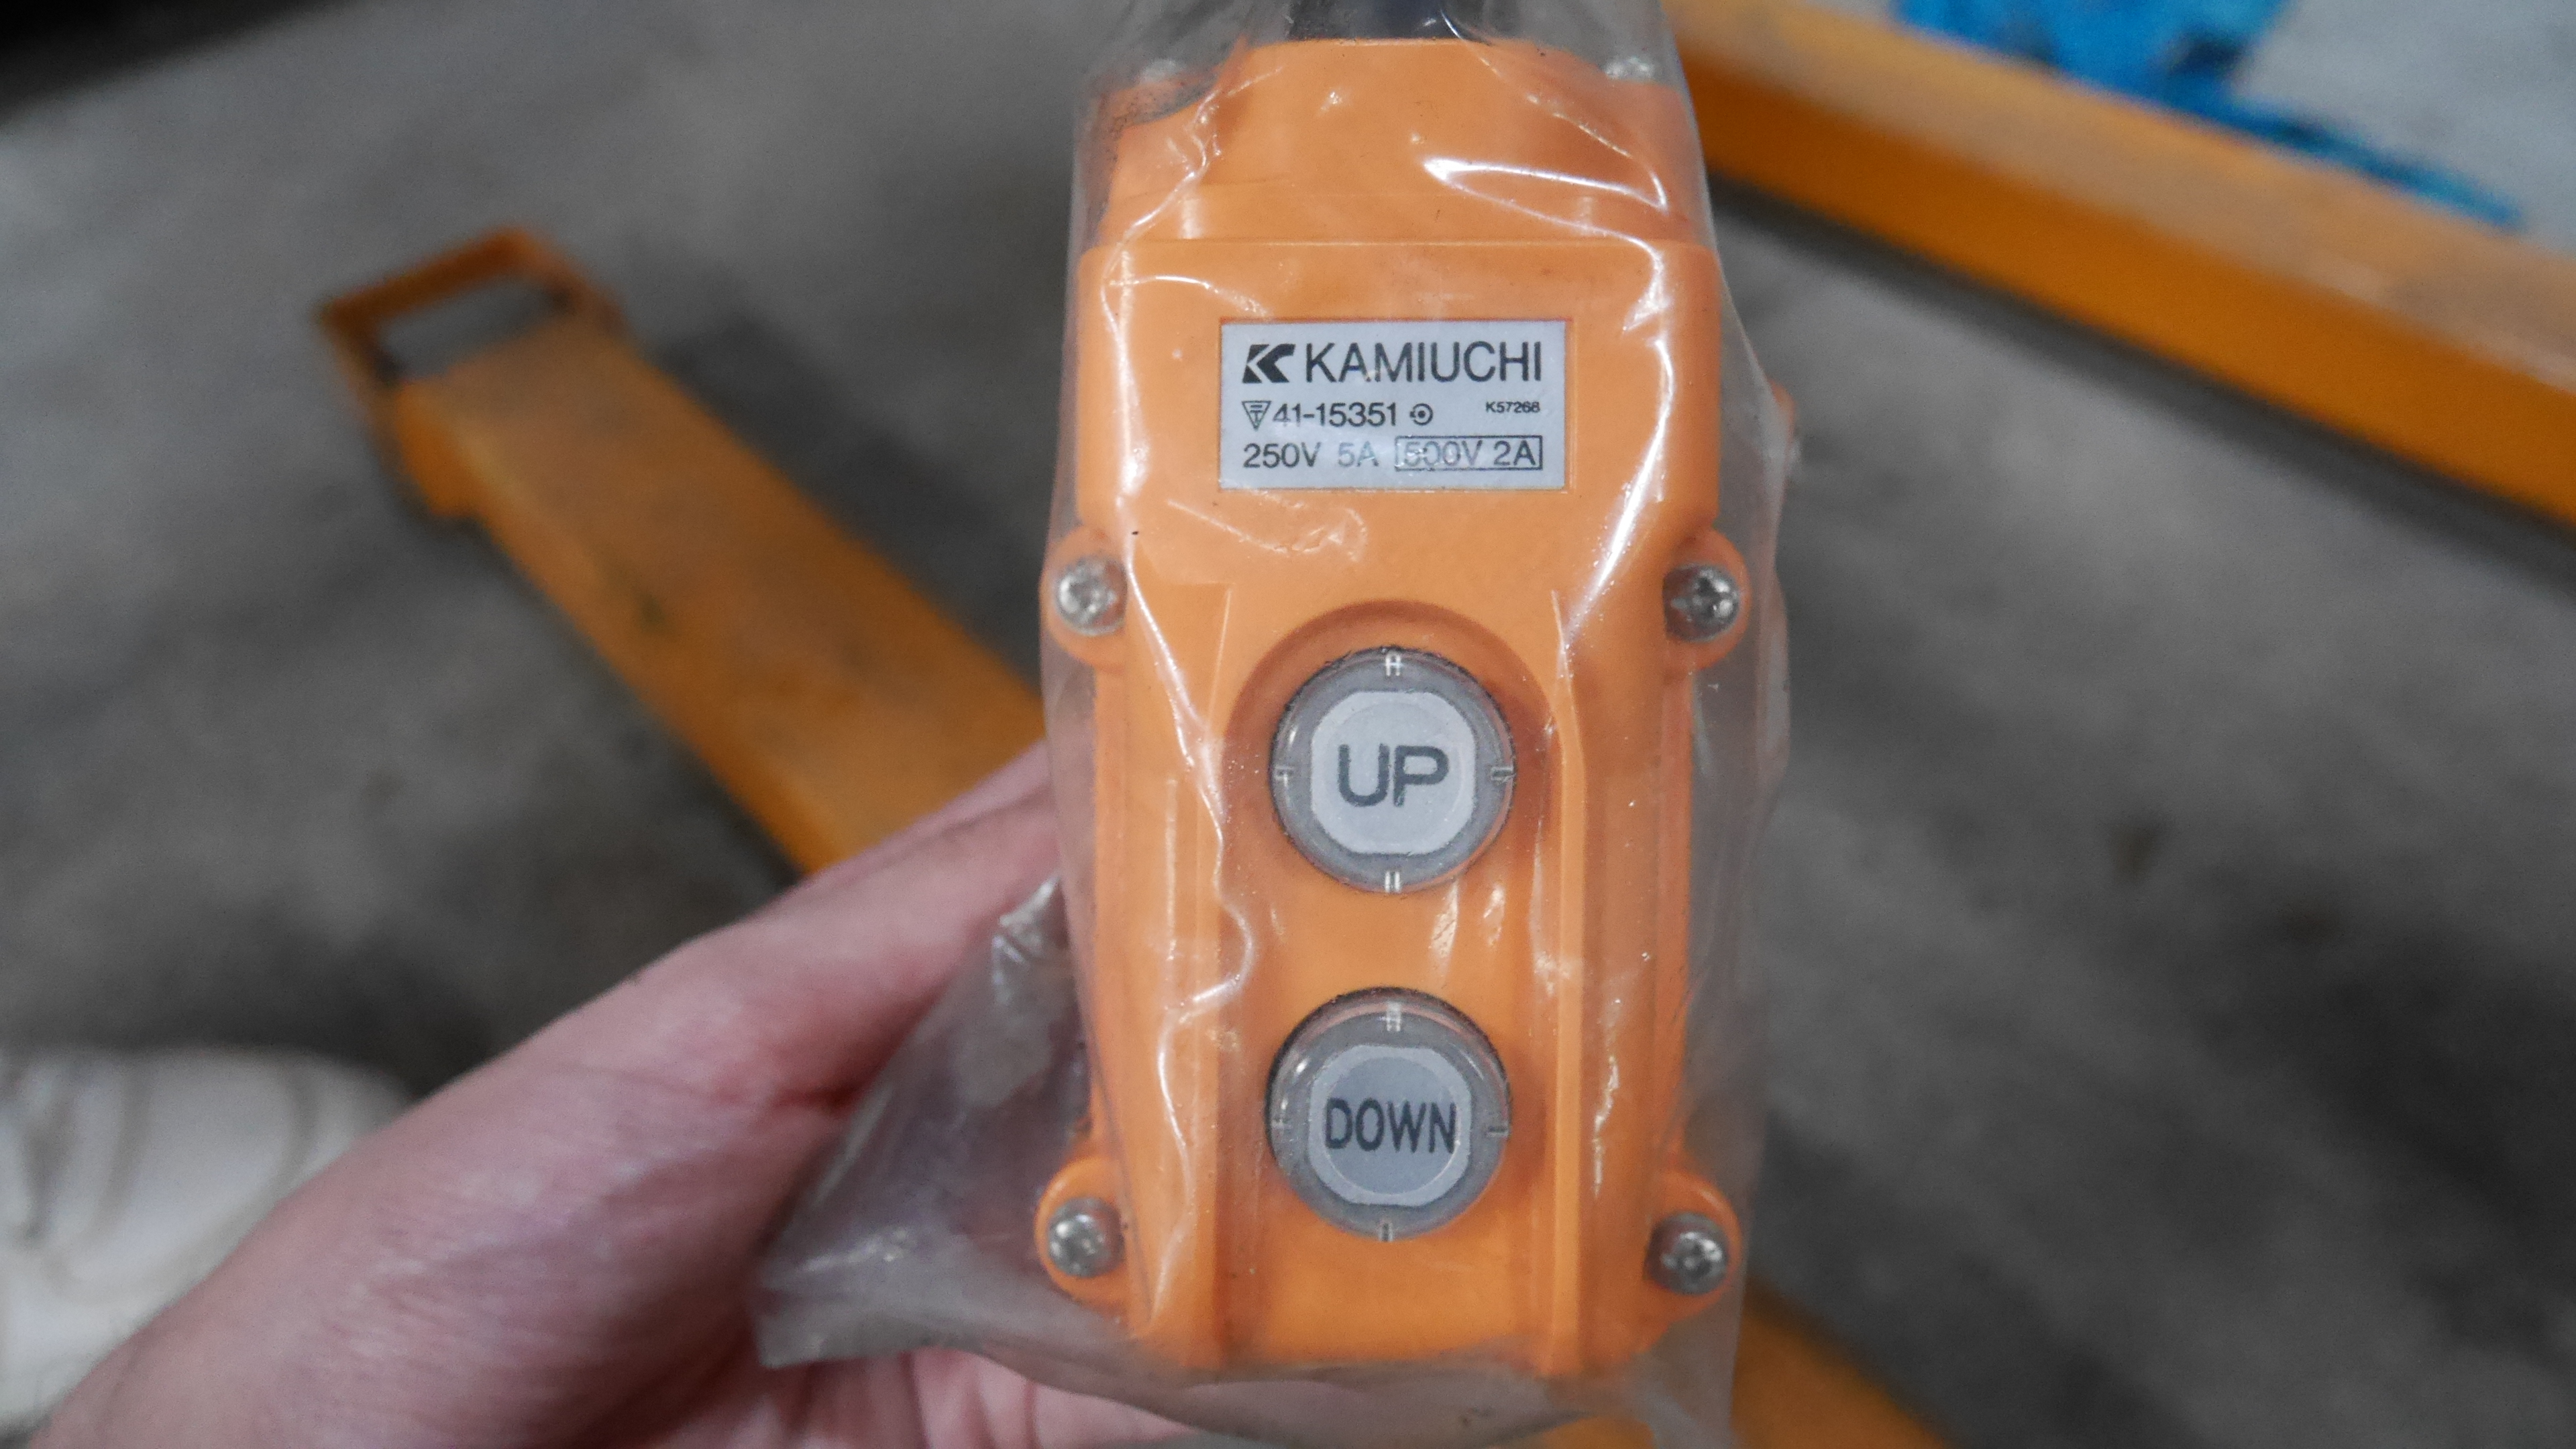 KAMIUCHI
41-15351 K57268
250V 5A 500V 2A
UP
DOWN